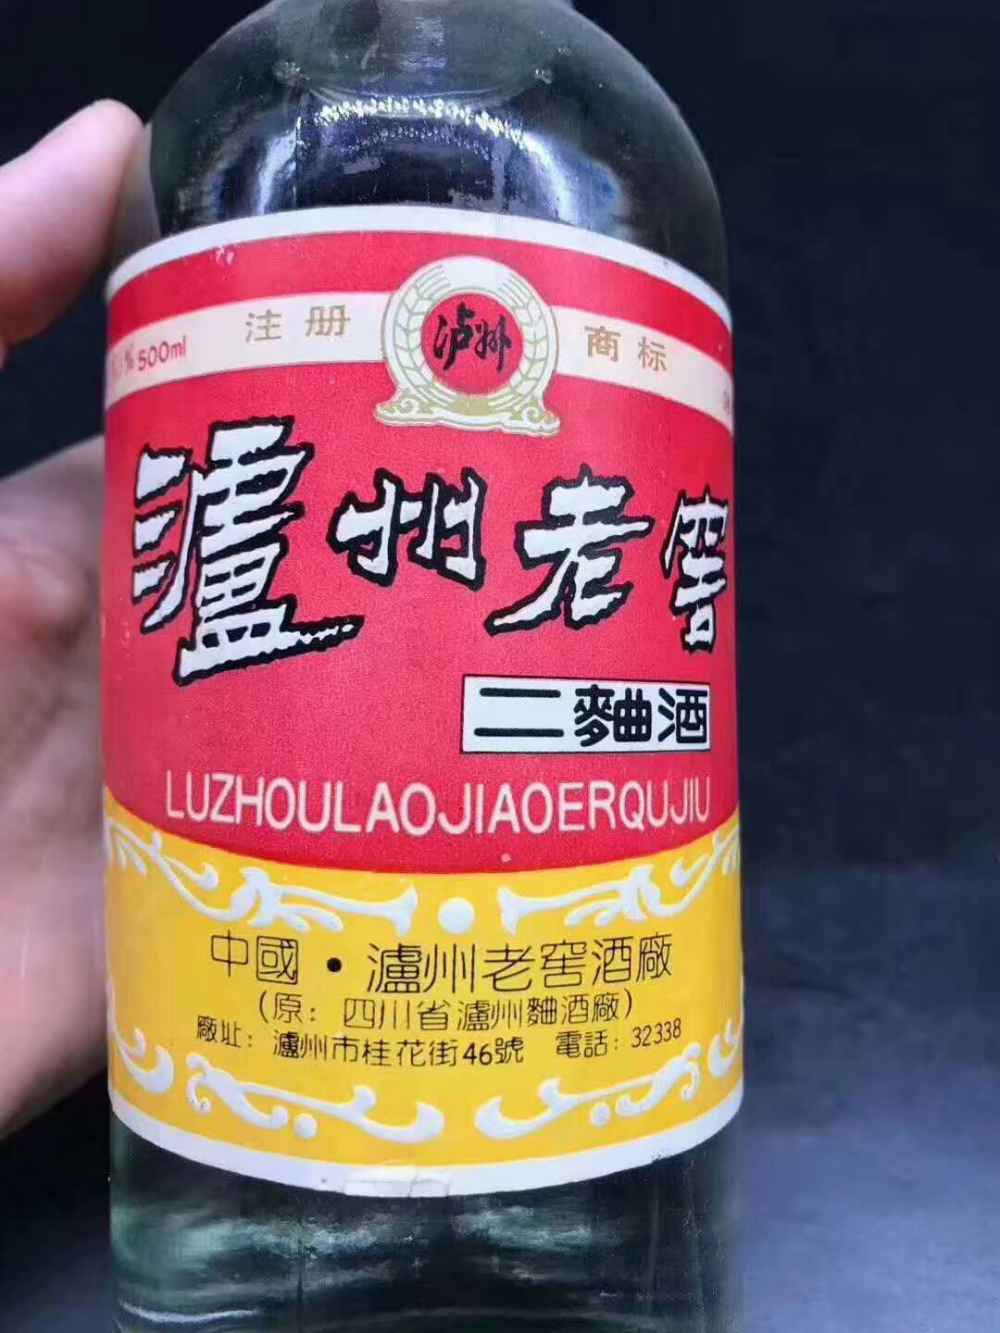 500ml 注册 商标
泸州
瀘州老窖
二麯酒
LUZHOULAOJIAOERQUJIU
中國·瀘州老窖酒廠
(原：四川省瀘州麯酒廠)
廠址：瀘州市桂花街46號 電話：32338